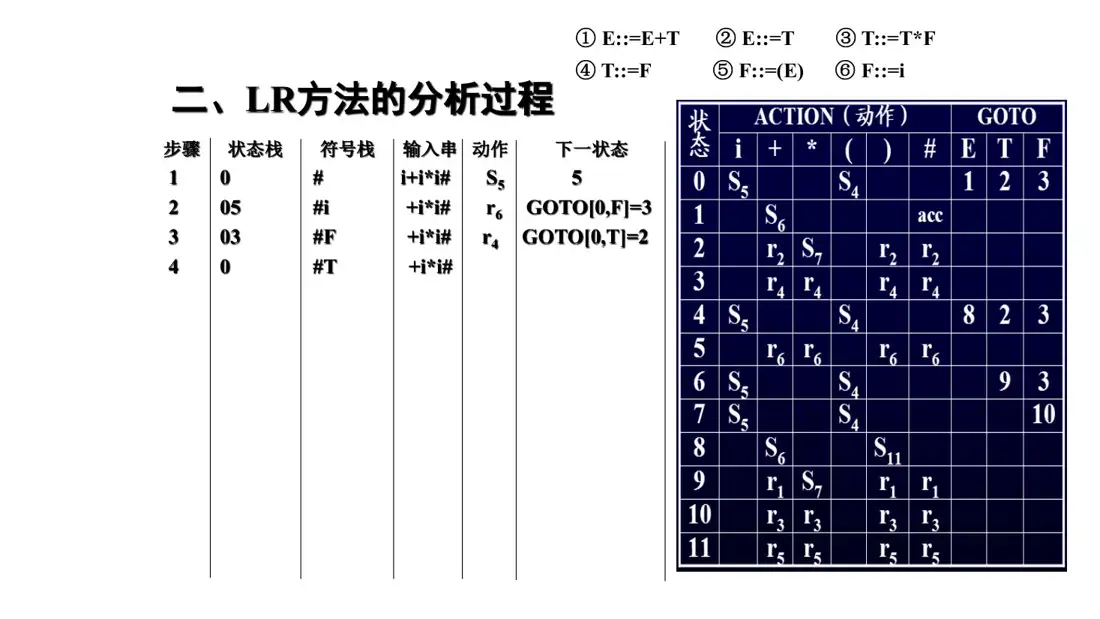 ① E::=E+T ② E::=T ③ T::=T*F
④ T::=F ⑤ F::=(E) ⑥ F::=i
二、LR方法的分析过程
步骤 状态栈 符号栈 输入串 动作 下一状态
1 0 # i+i*i# S5 5
2 05 #i +i*i# r6 GOTO[0,F]=3
3 03 #F +i*i# r4 GOTO[0,T]=2
4 0 #T +i*i#
状态 ACTION（动作） GOTO
i + * ( ) # E T F
0 S5 S4 1 2 3
1 S6 acc
2 r2 S7 r2 r2
3 r4 r4 r4 r4
4 S5 S4 8 2 3
5 r6 r6 r6 r6
6 S5 S4 9 3
7 S5 S4 10
8 S6 S11
9 r1 S7 r1 r1
10 r3 r3 r3 r3
11 r5 r5 r5 r5